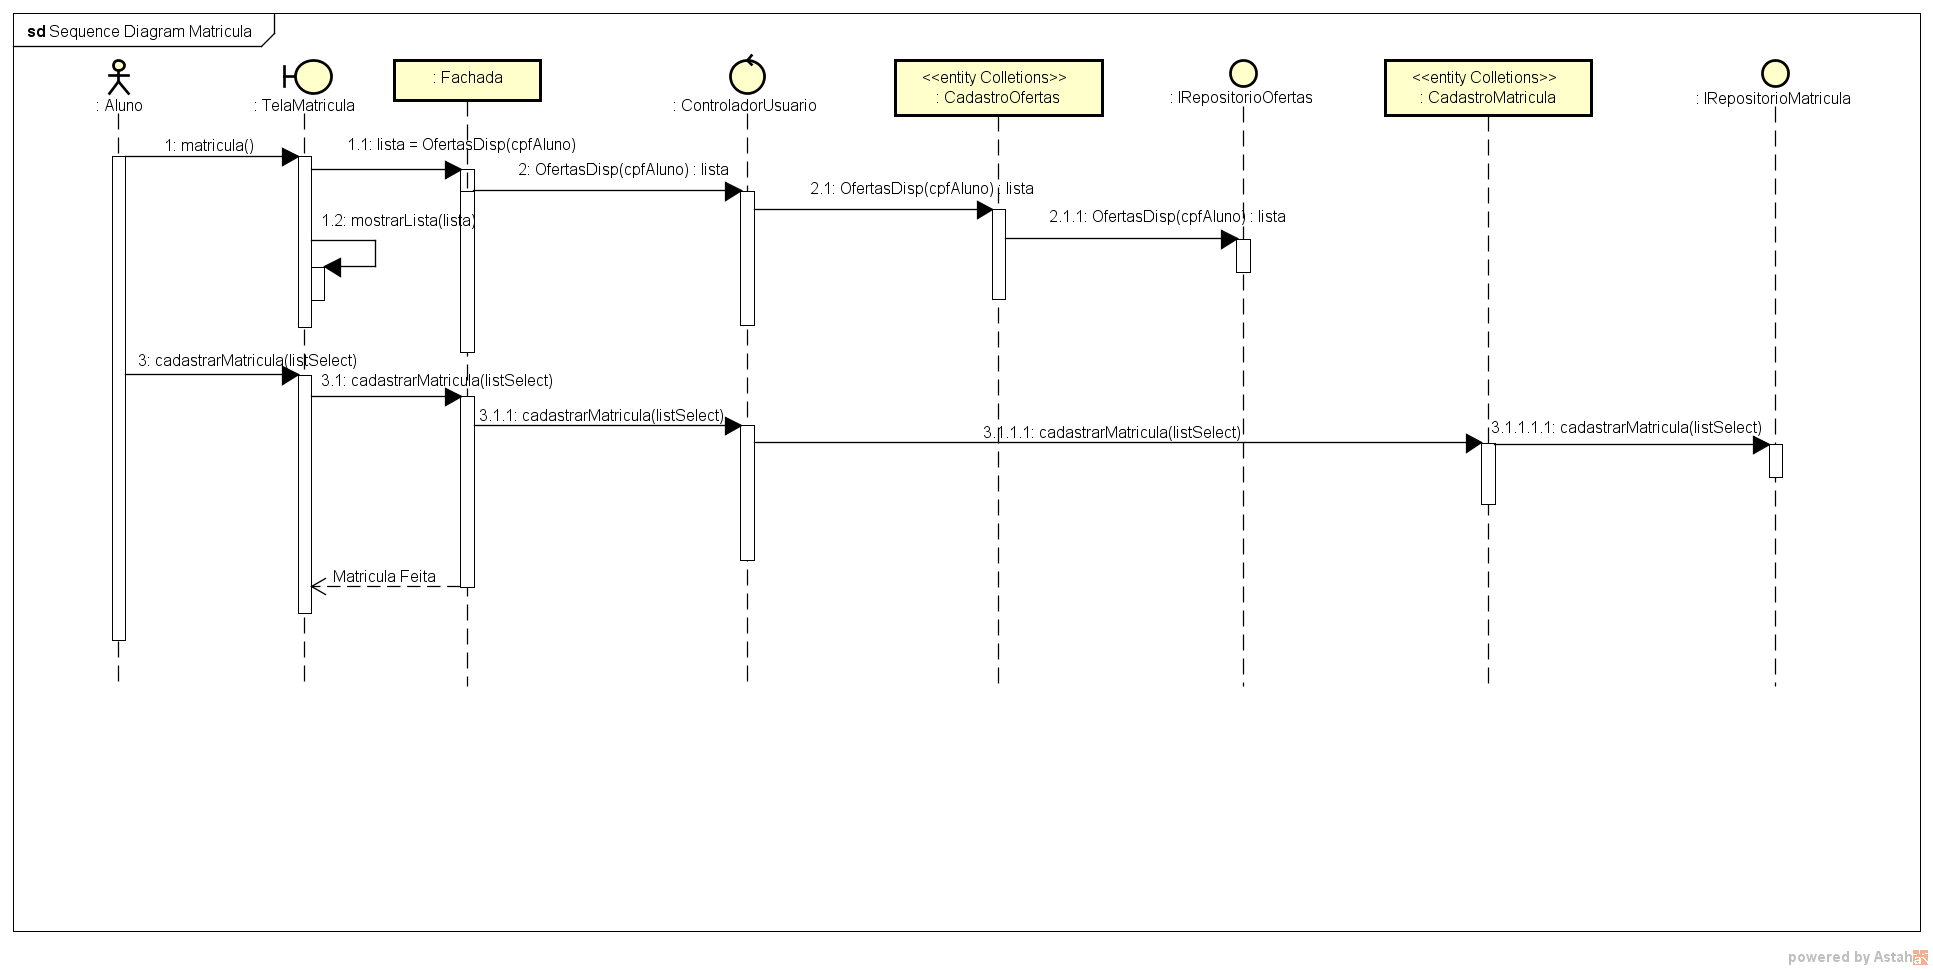 sd Sequence Diagram Matricula
: Aluno
: TelaMatricula
: Fachada
: ControladorUsuario
<<entity Colletions>>
: CadastroOfertas
: IRepositorioOfertas
<<entity Colletions>>
: CadastroMatricula
: IRepositorioMatricula
1: matricula()
1.1: lista = OfertasDisp(cpfAluno)
2: OfertasDisp(cpfAluno) : lista
2.1: OfertasDisp(cpfAluno) : lista
2.1.1: OfertasDisp(cpfAluno) : lista
1.2: mostrarLista(lista)
3: cadastrarMatricula(listSelect)
3.1: cadastrarMatricula(listSelect)
3.1.1: cadastrarMatricula(listSelect)
3.1.1.1: cadastrarMatricula(listSelect)
3.1.1.1.1: cadastrarMatricula(listSelect)
Matricula Feita
powered by Astah